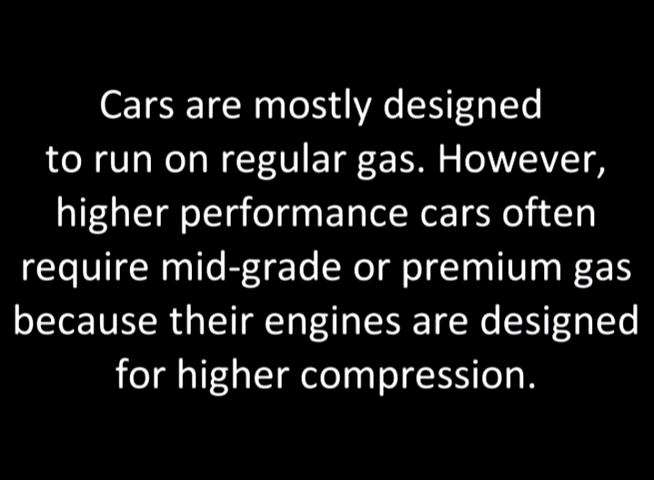 Cars are mostly designed
to run on regular gas. However,
higher performance cars often
require mid-grade or premium gas
because their engines are designed
for higher compression.